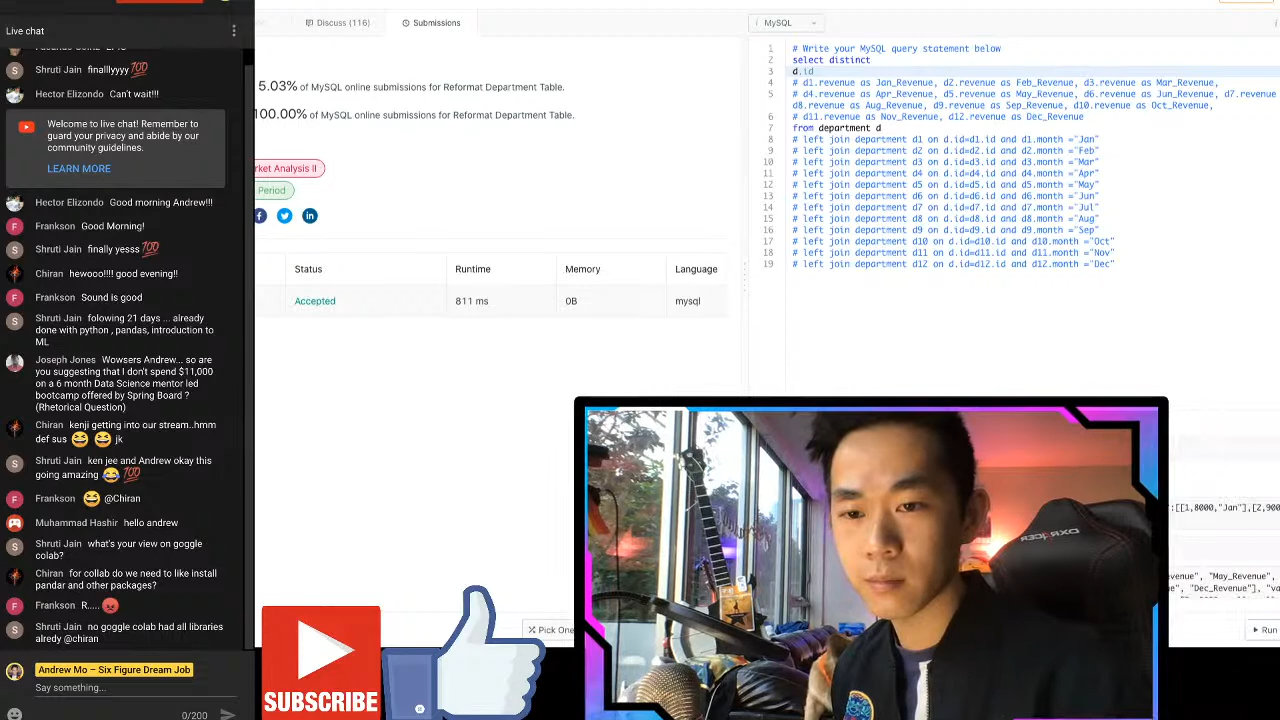 Live chat
Shruti Jain finallyyyy💯
Hector Elizondo Can't wait!!!
Welcome to live chat! Remember to
guard your privacy and abide by our
community guidelines.
LEARN MORE
Hector Elizondo Good morning Andrew!!!
Frankson Good Morning!
Shruti Jain finally yesss💯
Chiran hewooo!!!! good evening!!
Frankson Sound is good
Shruti Jain folowing 21 days ... already
done with python , pandas, introduction to
ML
Joseph Jones Wowsers Andrew... so are
you suggesting that I don't spend $11,000
on a 6 month Data Science mentor led
bootcamp offered by Spring Board ?
(Rhetorical Question)
Chiran kenji getting into our stream..hmm
def sus 😂 😂 jk
Shruti Jain ken jee and Andrew okay this
going amazing 😂 💯
Frankson 😂 @Chiran
Muhammad Hashir hello andrew
Shruti Jain what's your view on goggle
colab?
Chiran for collab do we need to like install
pandar and other packages?
Frankson R..... 😡
Shruti Jain no goggle colab had all libraries
alredy @chiran
Andrew Mo – Six Figure Dream Job
Say something...
0/200
Discuss (116)
Submissions
5.03% of MySQL online submissions for Reformat Department Table.
100.00% of MySQL online submissions for Reformat Department Table.
rket Analysis II
Period
Status Runtime Memory Language
Accepted 811 ms 0B mysql
Pick One
SUBSCRIBE
MySQL
1 # Write your MySQL query statement below
2 select distinct
3 d.id
4 # d1.revenue as Jan_Revenue, d2.revenue as Feb_Revenue, d3.revenue as Mar_Revenue,
5 # d4.revenue as Apr_Revenue, d5.revenue as May_Revenue, d6.revenue as Jun_Revenue, d7.revenue
d8.revenue as Aug_Revenue, d9.revenue as Sep_Revenue, d10.revenue as Oct_Revenue,
6 # d11.revenue as Nov_Revenue, d12.revenue as Dec_Revenue
7 from department d
8 # left join department d1 on d.id=d1.id and d1.month ="Jan"
9 # left join department d2 on d.id=d2.id and d2.month ="Feb"
10 # left join department d3 on d.id=d3.id and d3.month ="Mar"
11 # left join department d4 on d.id=d4.id and d4.month ="Apr"
12 # left join department d5 on d.id=d5.id and d5.month ="May"
13 # left join department d6 on d.id=d6.id and d6.month ="Jun"
14 # left join department d7 on d.id=d7.id and d7.month ="Jul"
15 # left join department d8 on d.id=d8.id and d8.month ="Aug"
16 # left join department d9 on d.id=d9.id and d9.month ="Sep"
17 # left join department d10 on d.id=d10.id and d10.month ="Oct"
18 # left join department d11 on d.id=d11.id and d11.month ="Nov"
19 # left join department d12 on d.id=d12.id and d12.month ="Dec"
:[[1,8000,"Jan"],[2,900
venue", "May_Revenue",
", "Dec_Revenue"], "va
Run
DXRACER